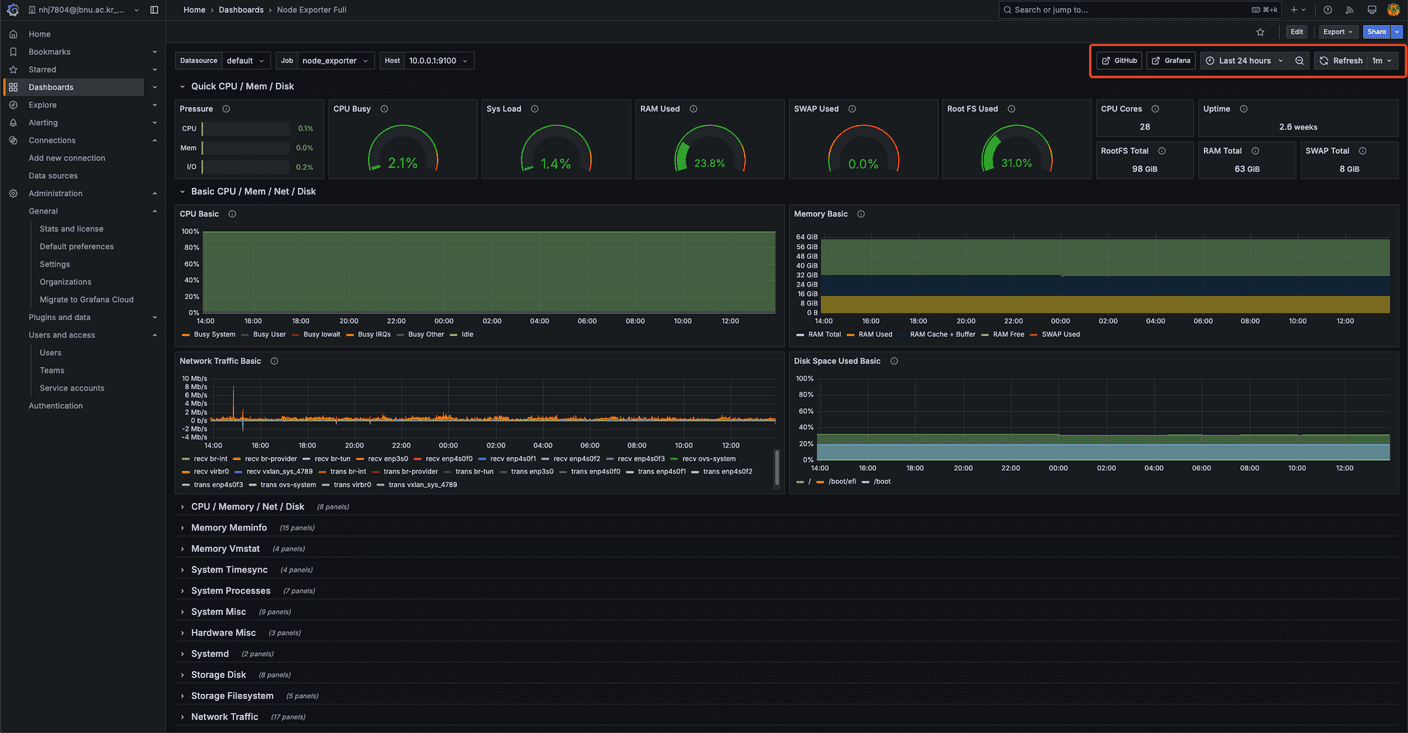 nhj7804@jbnu.ac.kr_...
Home
Dashboards
Node Exporter Full
Search or jump to...
⌘+k
Home
Bookmarks
Starred
Dashboards
Explore
Alerting
Connections
Add new connection
Data sources
Administration
General
Stats and license
Default preferences
Settings
Organizations
Migrate to Grafana Cloud
Plugins and data
Users and access
Users
Teams
Service accounts
Authentication
Edit
Export
Share
Datasource default
Job node_exporter
Host 10.0.0.1:9100
GitHub
Grafana
Last 24 hours
Refresh
1m
Quick CPU / Mem / Disk
Pressure
CPU 0.1%
Mem 0.0%
I/O 0.2%
CPU Busy
2.1%
Sys Load
1.4%
RAM Used
23.8%
SWAP Used
0.0%
Root FS Used
31.0%
CPU Cores
28
Uptime
2.6 weeks
RootFS Total
98 GiB
RAM Total
63 GiB
SWAP Total
8 GiB
Basic CPU / Mem / Net / Disk
CPU Basic
100%
80%
60%
40%
20%
0%
14:00 16:00 18:00 20:00 22:00 00:00 02:00 04:00 06:00 08:00 10:00 12:00
Busy System Busy User Busy Iowait Busy IRQs Busy Other Idle
Memory Basic
64 GiB
56 GiB
48 GiB
40 GiB
32 GiB
24 GiB
16 GiB
8 GiB
0 B
14:00 16:00 18:00 20:00 22:00 00:00 02:00 04:00 06:00 08:00 10:00 12:00
RAM Total RAM Used RAM Cache + Buffer RAM Free SWAP Used
Network Traffic Basic
10 Mb/s
8 Mb/s
6 Mb/s
4 Mb/s
2 Mb/s
0 b/s
-2 Mb/s
-4 Mb/s
14:00 16:00 18:00 20:00 22:00 00:00 02:00 04:00 06:00 08:00 10:00 12:00
recv br-int recv br-provider recv br-tun recv enp3s0 recv enp4s0f0 recv enp4s0f1 recv enp4s0f2 recv enp4s0f3 recv ovs-system
recv virbr0 recv vxlan_sys_4789 trans br-int trans br-provider trans br-tun trans enp3s0 trans enp4s0f0 trans enp4s0f1 trans enp4s0f2
trans enp4s0f3 trans ovs-system trans virbr0 trans vxlan_sys_4789
Disk Space Used Basic
100%
80%
60%
40%
20%
0%
14:00 16:00 18:00 20:00 22:00 00:00 02:00 04:00 06:00 08:00 10:00 12:00
/ /boot/efi /boot
CPU / Memory / Net / Disk (8 panels)
Memory Meminfo (15 panels)
Memory Vmstat (4 panels)
System Timesync (4 panels)
System Processes (7 panels)
System Misc (9 panels)
Hardware Misc (3 panels)
Systemd (2 panels)
Storage Disk (8 panels)
Storage Filesystem (5 panels)
Network Traffic (17 panels)